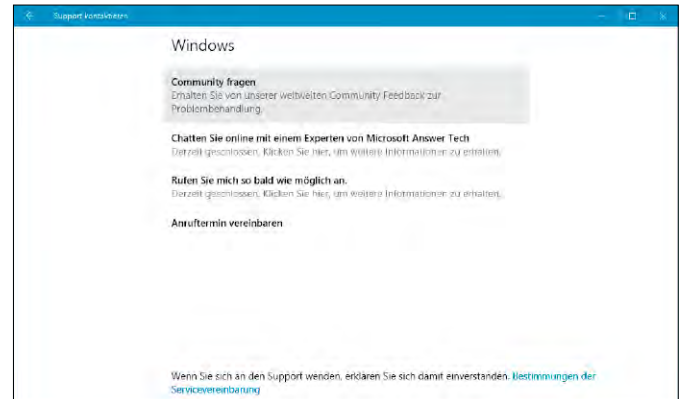 Support kontaktieren
Windows
Community fragen
Erhalten Sie von unserer weltweiten Community Feedback zur
Problembehandlung.
Chatten Sie online mit einem Experten von Microsoft Answer Tech
Derzeit geschlossen. Klicken Sie hier, um weitere Informationen zu erhalten.
Rufen Sie mich so bald wie möglich an.
Derzeit geschlossen. Klicken Sie hier, um weitere Informationen zu erhalten.
Anruftermin vereinbaren
Wenn Sie sich an den Support wenden, erklären Sie sich damit einverstanden. Bestimmungen der
Servicevereinbarung